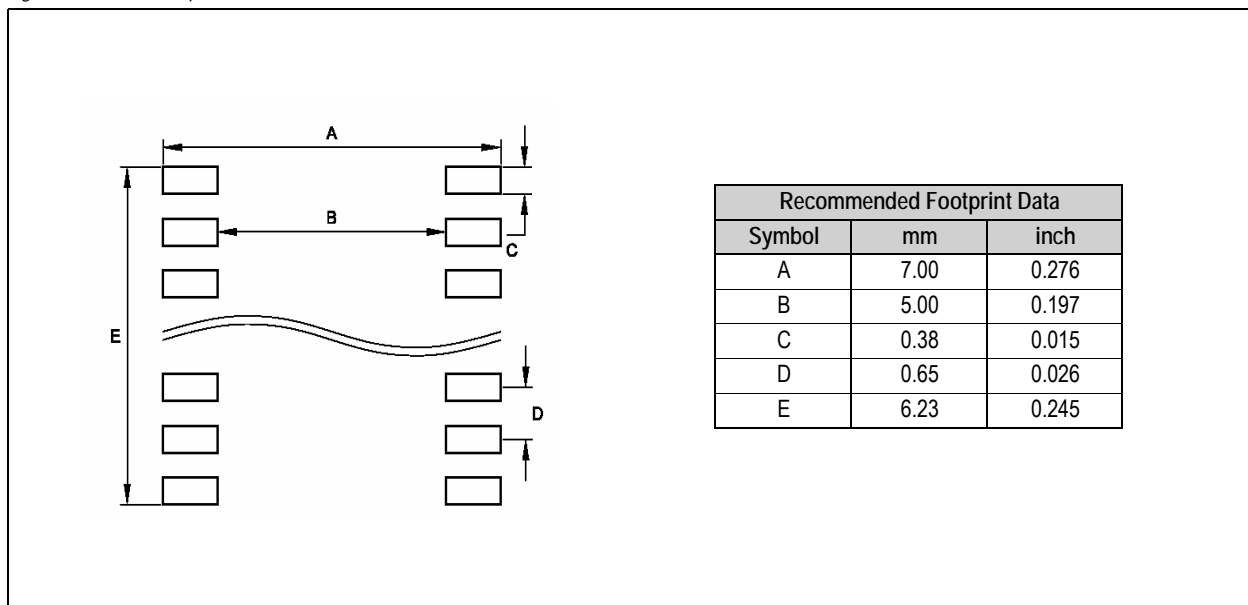 A
B
C
E
D
Recommended Footprint Data
Symbol mm inch
A 7.00 0.276
B 5.00 0.197
C 0.38 0.015
D 0.65 0.026
E 6.23 0.245